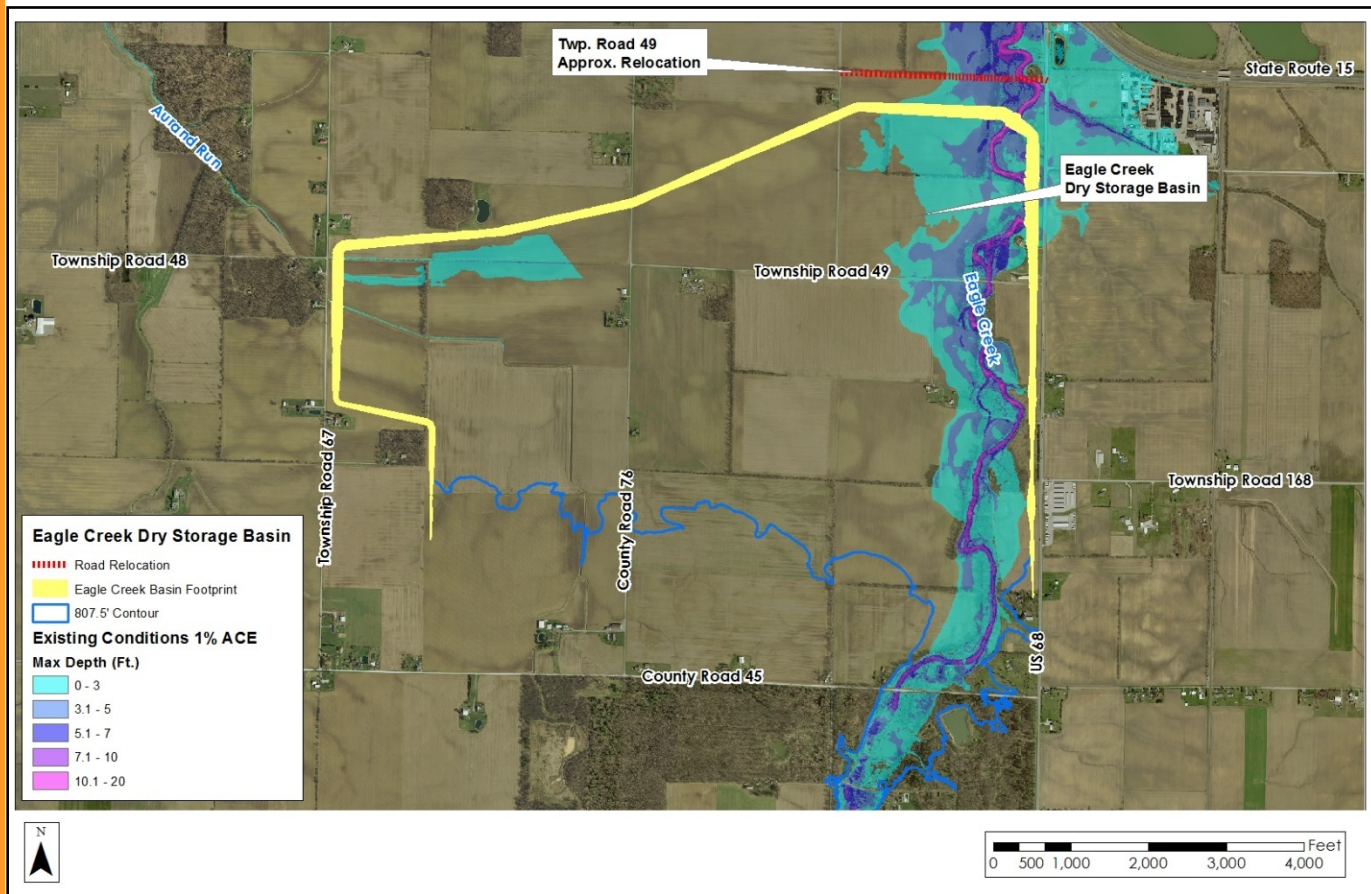 Twp. Road 49
Approx. Relocation
State Route 15
Aurand Run
Eagle Creek
Dry Storage Basin
Township Road 48
Township Road 49
Eagle Creek
Township Road 67
County Road 76
Township Road 168
US 68
County Road 45
Eagle Creek Dry Storage Basin
Road Relocation
Eagle Creek Basin Footprint
807.5' Contour
Existing Conditions 1% ACE
Max Depth (Ft.)
0 - 3
3.1 - 5
5.1 - 7
7.1 - 10
10.1 - 20
N
Feet
0 500 1,000 2,000 3,000 4,000